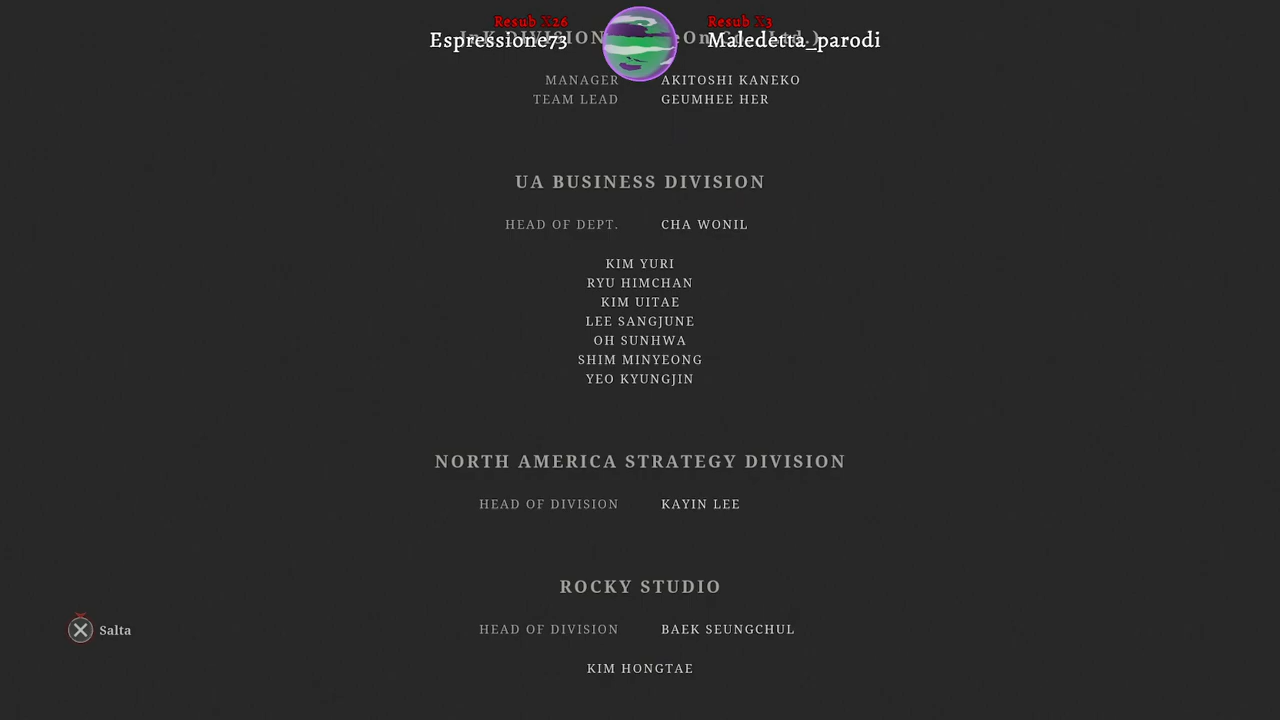 Resub X26
Resub X3
Espressione73
Maledetta_parodi
DIVISION
MANAGER AKITOSHI KANEKO
TEAM LEAD GEUMHEE HER
UA BUSINESS DIVISION
HEAD OF DEPT. CHA WONIL
KIM YURI
RYU HIMCHAN
KIM UITAE
LEE SANGJUNE
OH SUNHWA
SHIM MINYEONG
YEO KYUNGJIN
NORTH AMERICA STRATEGY DIVISION
HEAD OF DIVISION KAYIN LEE
ROCKY STUDIO
HEAD OF DIVISION BAEK SEUNGCHUL
Salta
KIM HONGTAE